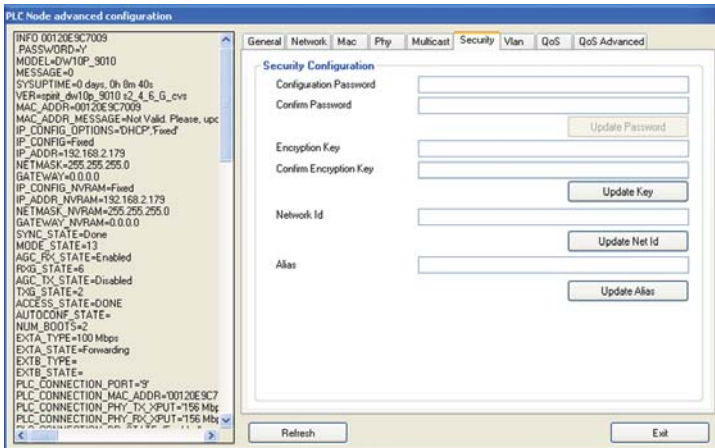 PLC Node advanced configuration
INFO 00120E9C7009
.PASSWORD=Y
MODEL=DW10P_9010
MESSAGE=0
SYSUPTIME=0 days, 0h 8m 40s
VER=spirit_dw10p_9010 s2_4_6_G_cvs
MAC_ADDR=00120E9C7009
MAC_ADDR_MESSAGE=Not Valid. Please, upc
IP_CONFIG_OPTIONS='DHCP','Fixed'
IP_CONFIG=Fixed
IP_ADDR=192.168.2.179
NETMASK=255.255.255.0
GATEWAY=0.0.0.0
IP_CONFIG_NVRAM=Fixed
IP_ADDR_NVRAM=192.168.2.179
NETMASK_NVRAM=255.255.255.0
GATEWAY_NVRAM=0.0.0.0
SYNC_STATE=Done
MODE_STATE=13
AGC_RX_STATE=Enabled
RXG_STATE=6
AGC_TX_STATE=Disabled
TXG_STATE=2
ACCESS_STATE=DONE
AUTOCONF_STATE=
NUM_BOOTS=2
EXTA_TYPE=100 Mbps
EXTA_STATE=Forwarding
EXTB_TYPE=
EXTB_STATE=
PLC_CONNECTION_PORT='9'
PLC_CONNECTION_MAC_ADDR='00120E9C7
PLC_CONNECTION_PHY_TX_XPUT='156 Mbp
PLC_CONNECTION_PHY_RX_XPUT='156 Mbp
General Network Mac Phy Multicast Security Vlan QoS QoS Advanced
Security Configuration
Configuration Password
Confirm Password
Update Password
Encryption Key
Confirm Encryption Key
Update Key
Network Id
Update Net Id
Alias
Update Alias
Refresh
Exit